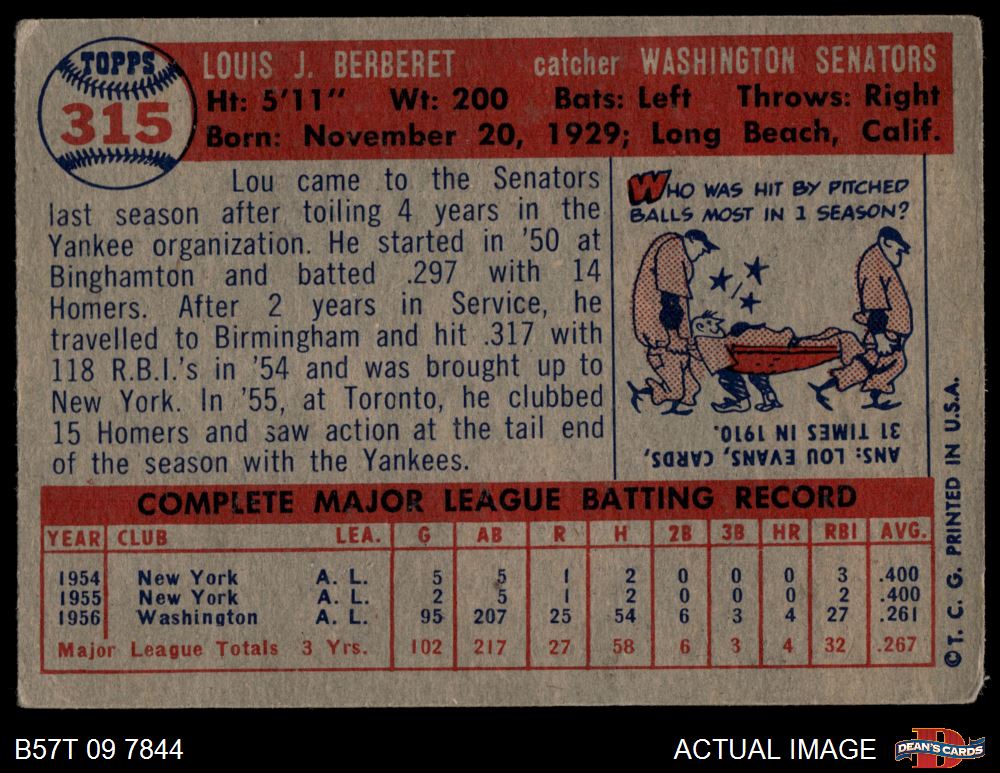 TOPPS
315
LOUIS J. BERBERET catcher WASHINGTON SENATORS
Ht: 5'11" Wt: 200 Bats: Left Throws: Right
Born: November 20, 1929; Long Beach, Calif.
Lou came to the Senators
last season after toiling 4 years in the
Yankee organization. He started in '50 at
Binghamton and batted .297 with 14
Homers. After 2 years in Service, he
travelled to Birmingham and hit .317 with
118 R.B.I.'s in '54 and was brought up to
New York. In '55, at Toronto, he clubbed
15 Homers and saw action at the tail end
of the season with the Yankees.
WHO WAS HIT BY PITCHED
BALLS MOST IN 1 SEASON?
ANS: LOU EVANS, CARDS,
31 TIMES IN 1910.
COMPLETE MAJOR LEAGUE BATTING RECORD
YEAR CLUB LEA. G AB R H 2B 3B HR RBI AVG.
1954 New York A. L. 5 5 1 2 0 0 0 3 .400
1955 New York A. L. 2 5 1 2 0 0 0 2 .400
1956 Washington A. L. 95 207 25 54 6 3 4 27 .261
Major League Totals 3 Yrs. 102 217 27 58 6 3 4 32 .267
©T. C. G. PRINTED IN U.S.A.
B57T 09 7844
ACTUAL IMAGE
D
DEAN'S CARDS